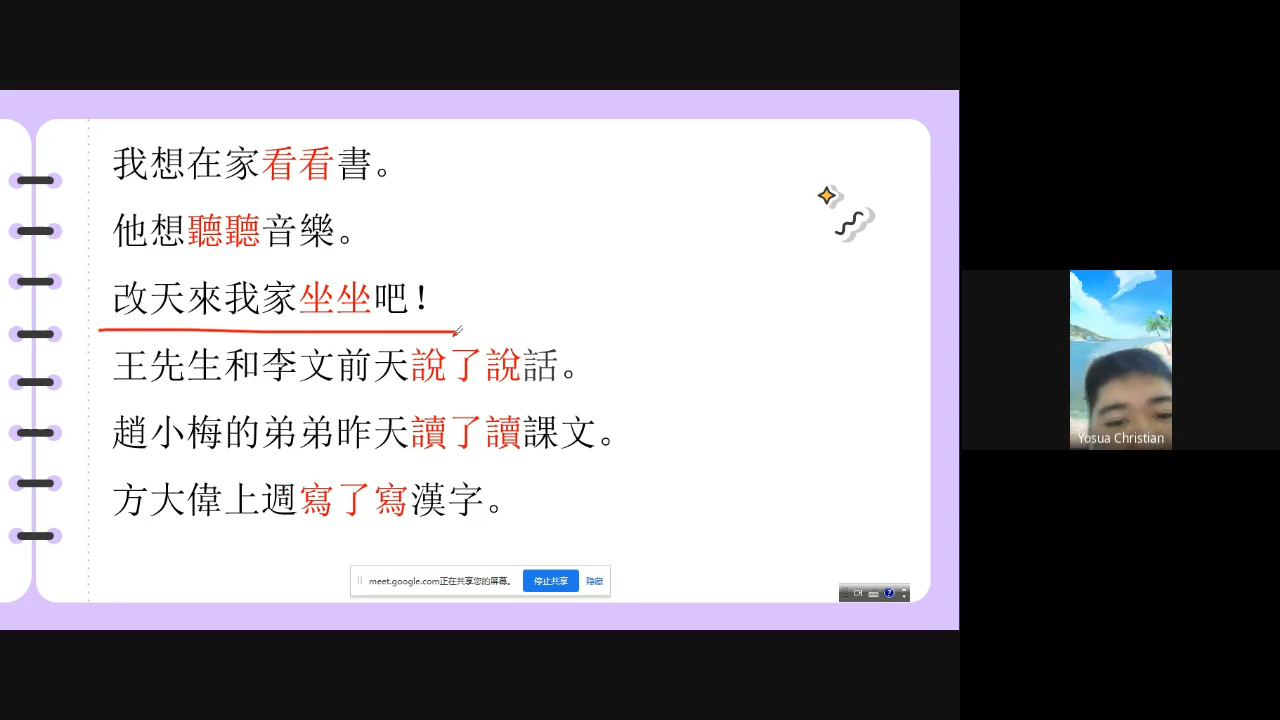 我想在家看看書。
他想聽聽音樂。
改天來我家坐坐吧！
王先生和李文前天說了說話。
趙小梅的弟弟昨天讀了讀課文。
方大偉上週寫了寫漢字。
meet.google.com正在共享您的屏幕。 停止共享 隐藏
CH
Yosua Christian